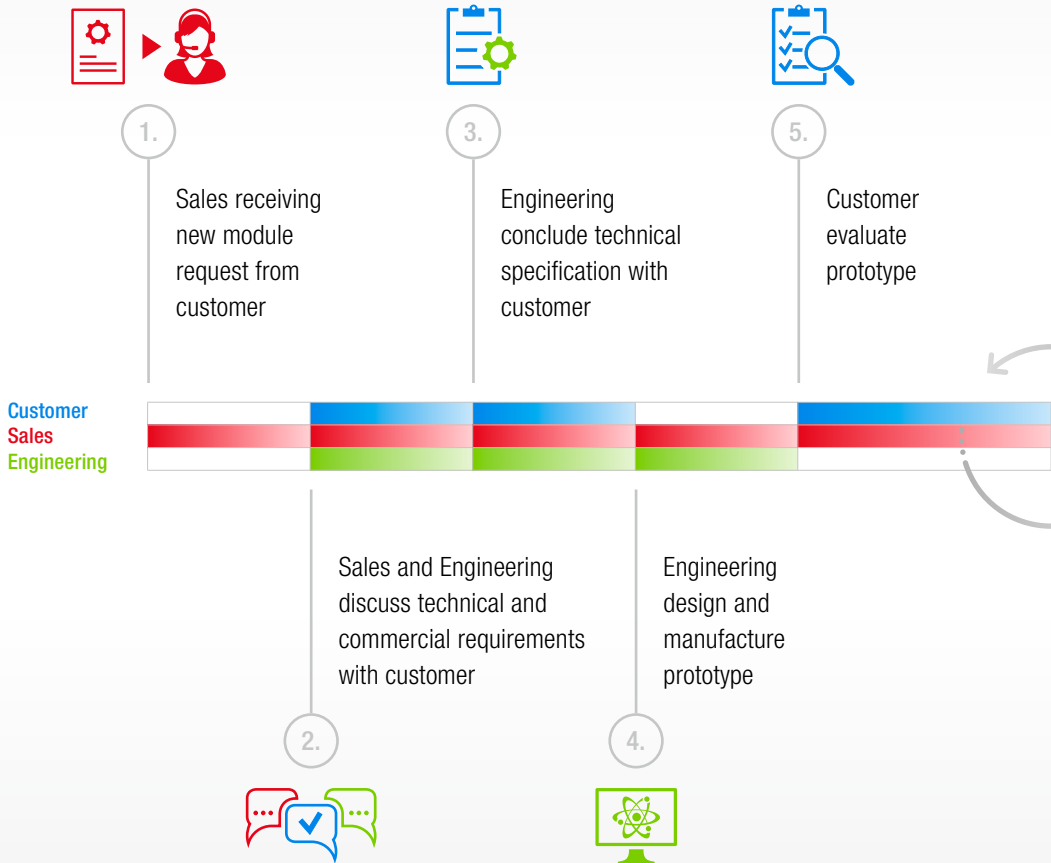 1.
Sales receiving
new module
request from
customer
3.
Engineering
conclude technical
specification with
customer
5.
Customer
evaluate
prototype
Customer
Sales
Engineering
Sales and Engineering
discuss technical and
commercial requirements
with customer
2.
Engineering
design and
manufacture
prototype
4.